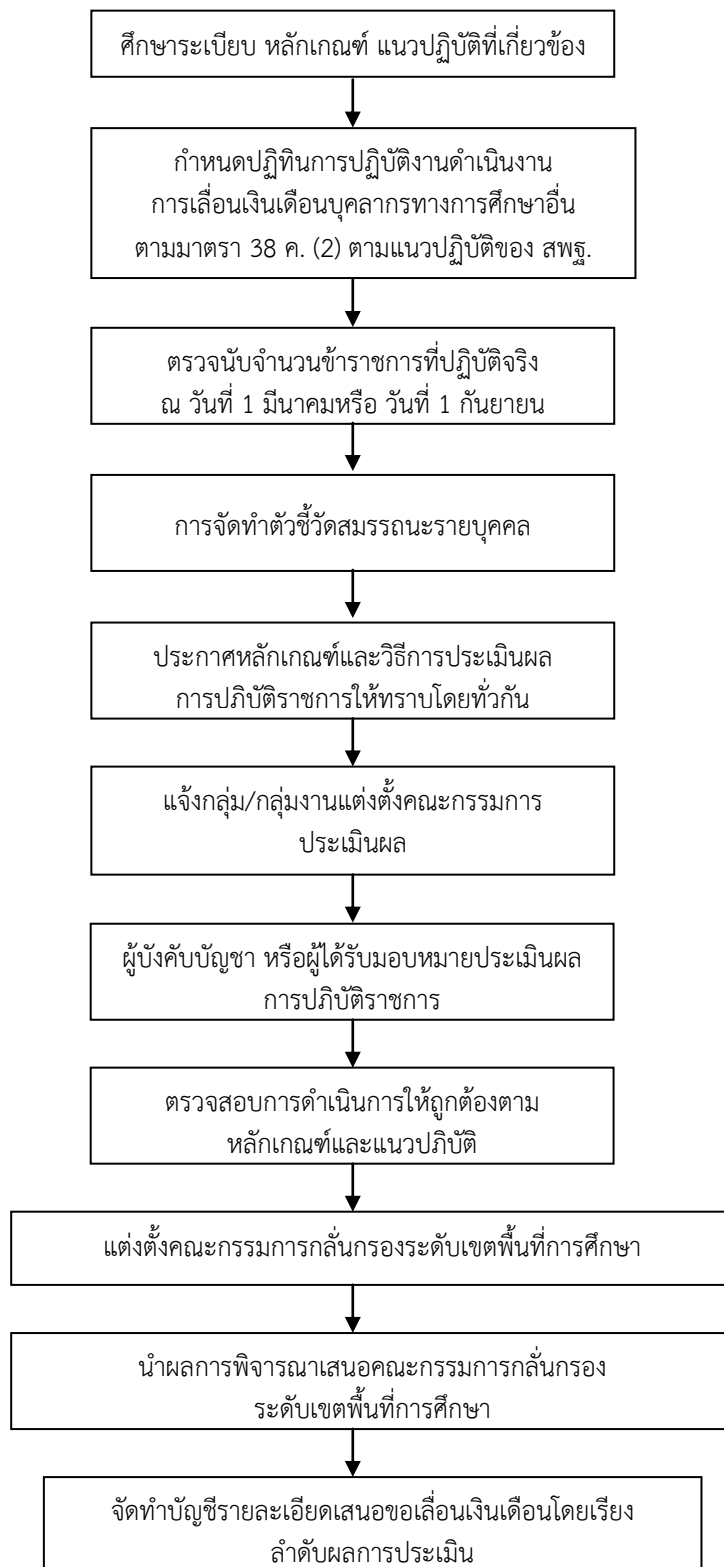 ศึกษาระเบียบ หลักเกณฑ์ แนวปฏิบัติที่เกี่ยวข้อง
กำหนดปฏิทินการปฏิบัติงานดำเนินงาน
การเลื่อนเงินเดือนบุคลากรทางการศึกษาอื่น
ตามมาตรา 38 ค. (2) ตามแนวปฏิบัติของ สพฐ.
ตรวจนับจำนวนข้าราชการที่ปฏิบัติจริง
ณ วันที่ 1 มีนาคมหรือ วันที่ 1 กันยายน
การจัดทำตัวชี้วัดสมรรถนะรายบุคคล
ประกาศหลักเกณฑ์และวิธีการประเมินผล
การปภิบัติราชการให้ทราบโดยทั่วกัน
แจ้งกลุ่ม/กลุ่มงานแต่งตั้งคณะกรรมการ
ประเมินผล
ผู้บังคับบัญชา หรือผู้ได้รับมอบหมายประเมินผล
การปภิบัติราชการ
ตรวจสอบการดำเนินการให้ถูกต้องตาม
หลักเกณฑ์และแนวปภิบัติ
แต่งตั้งคณะกรรมการกลั่นกรองระดับเขตพื้นที่การศึกษา
นำผลการพิจารณาเสนอคณะกรรมการกลั่นกรอง
ระดับเขตพื้นที่การศึกษา
จัดทำบัญชีรายละเอียดเสนอขอเลื่อนเงินเดือนโดยเรียง
ลำดับผลการประเมิน